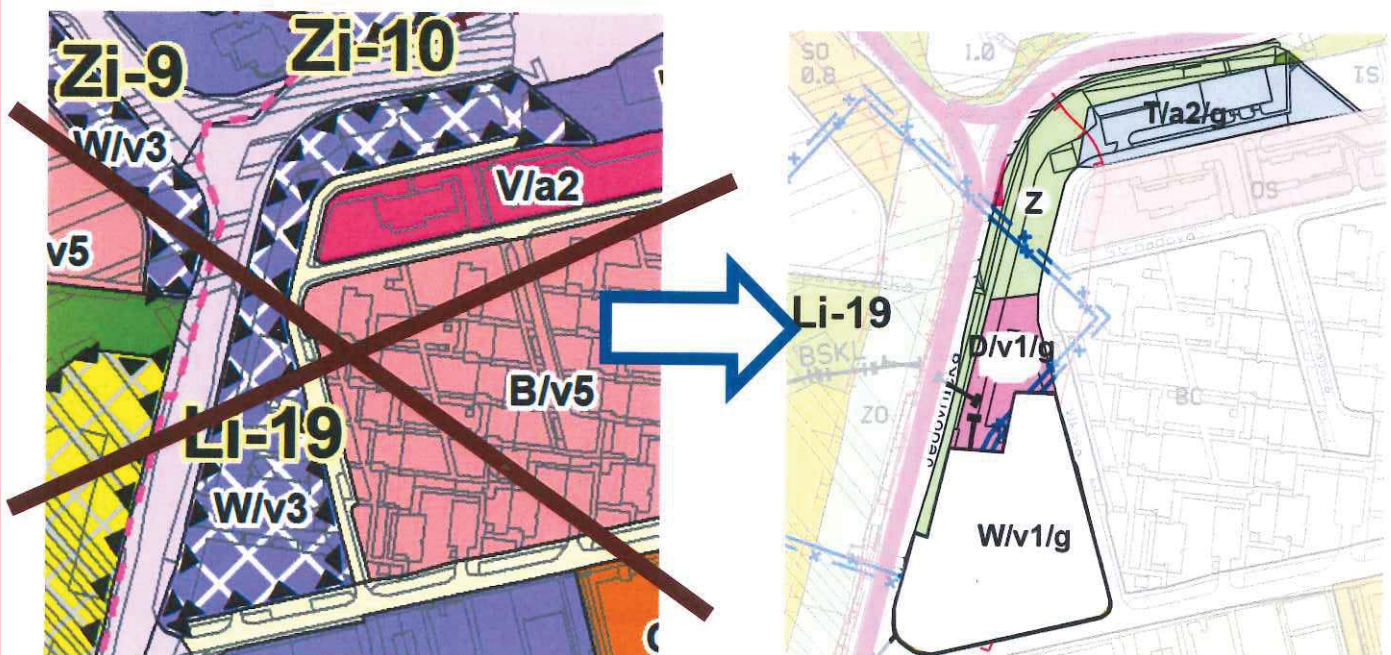 Zi-9
Zi-10
W/v3
V/a2
v5
B/v5
Li-19
W/v3
SO
0.8
1.0
SI
T/a2/g
OS
Z
Li-19
BSKL
D/v1/g
ZO
BC
W/v1/g